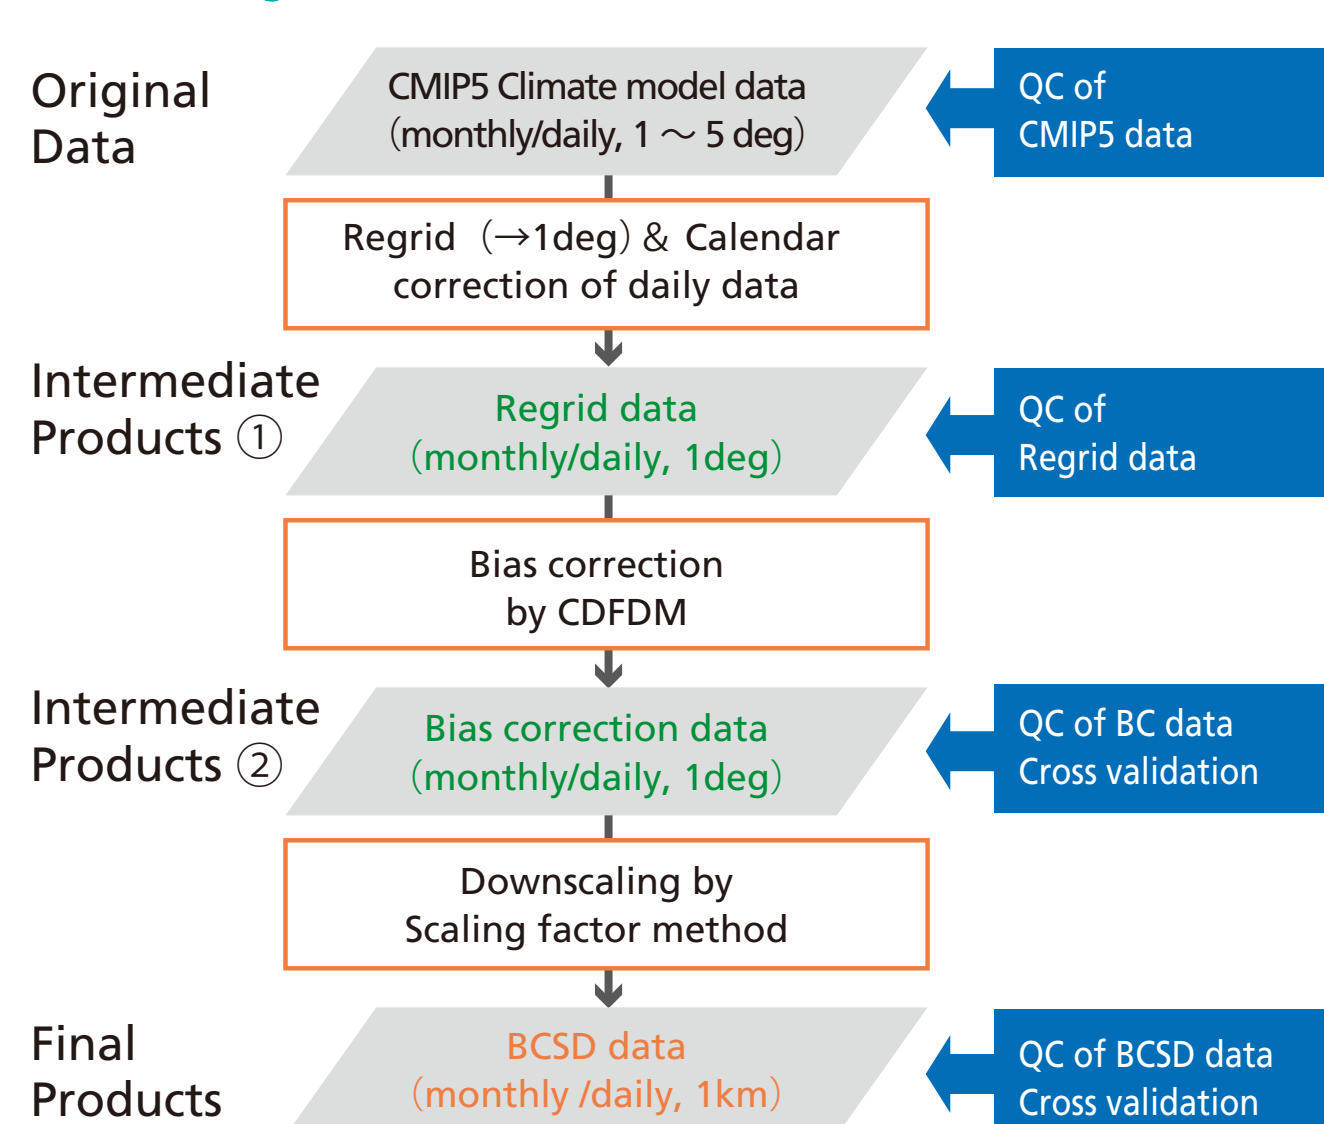 Original
Data
CMIP5 Climate model data
（monthly/daily, 1 ～ 5 deg）
QC of
CMIP5 data
Regrid（→1deg）＆ Calendar
correction of daily data
Intermediate
Products ①
Regrid data
（monthly/daily, 1deg）
QC of
Regrid data
Bias correction
by CDFDM
Intermediate
Products ②
Bias correction data
（monthly/daily, 1deg）
QC of BC data
Cross validation
Downscaling by
Scaling factor method
Final
Products
BCSD data
（monthly /daily, 1km）
QC of BCSD data
Cross validation